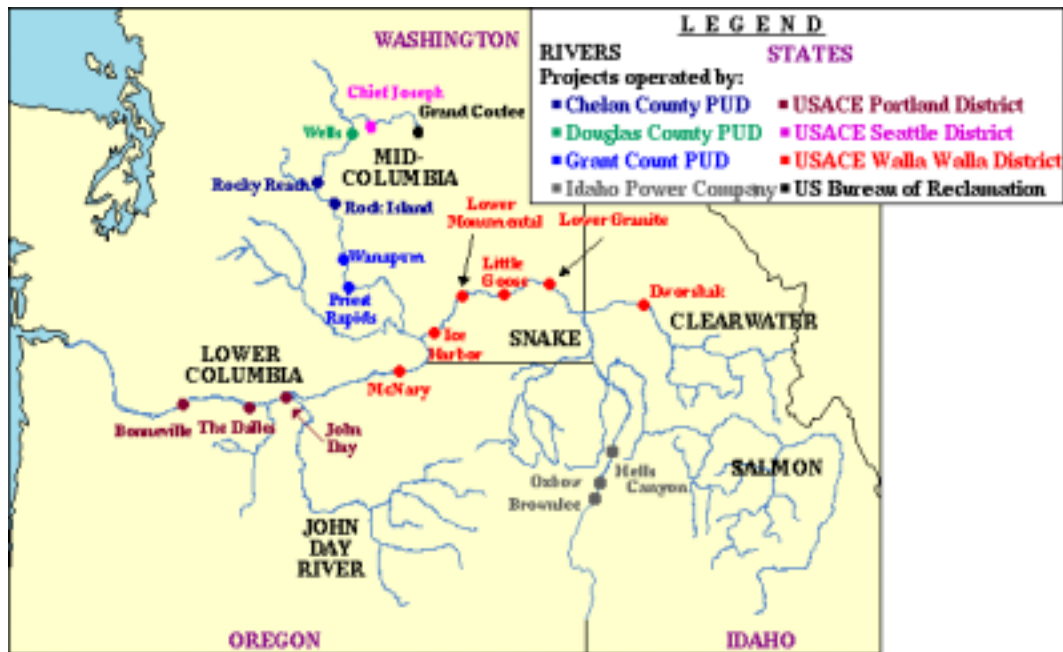 L E G E N D
WASHINGTON
RIVERS
STATES
Projects operated by:
Chelan County PUD
USACE Portland District
Douglas County PUD
USACE Seattle District
Grant Count PUD
USACE Walla Walla District
Idaho Power Company
US Bureau of Reclamation
Chief Joseph
Grand Coulee
Wells
MID-
COLUMBIA
Rocky Reach
Rock Island
Lower
Monumental
Lower Granite
Wanapum
Little
Goose
Priest
Rapids
Dworshak
CLEARWATER
Ice
Harbor
SNAKE
LOWER
COLUMBIA
McNary
Bonneville
The Dalles
John
Day
Hells
Canyon
Oxbow
Brownlee
SALMON
JOHN
DAY
RIVER
OREGON
IDAHO